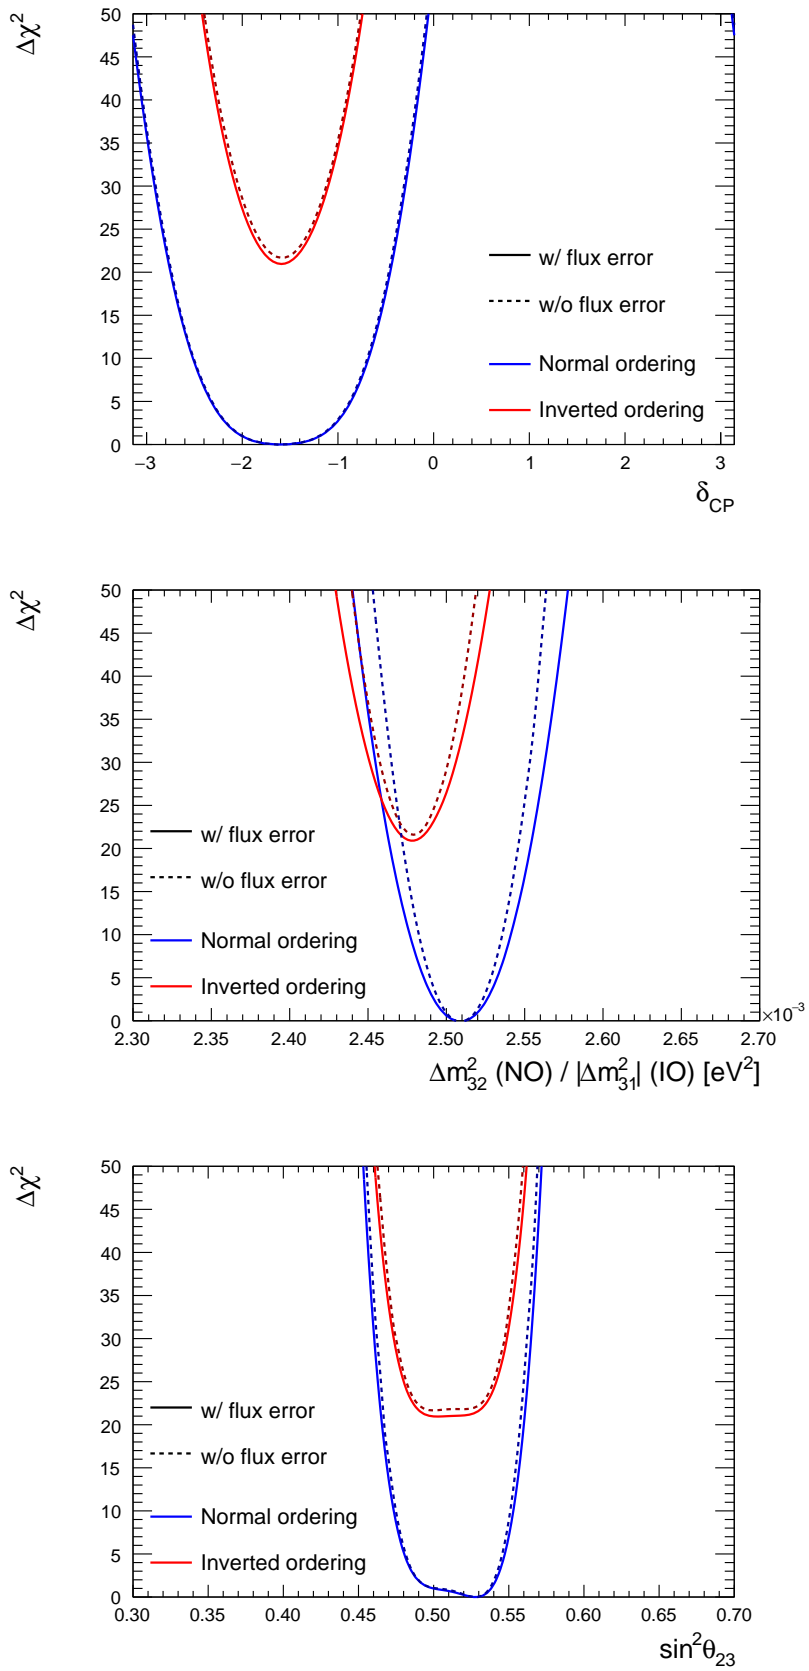 Δχ²
50
45
40
35
30
25
20
15
10
5
0
w/ flux error
w/o flux error
Normal ordering
Inverted ordering
−3 −2 −1 0 1 2 3
δCP
Δχ²
50
45
40
35
30
25
20
15
10
5
0
w/ flux error
w/o flux error
Normal ordering
Inverted ordering
×10⁻³
2.30 2.40 2.45 2.50 2.55 2.60 2.65 2.70
Δm²₃₂ (NO) / |Δm²₃₁| (IO) [eV²]
Δχ²
50
45
40
35
30
25
20
15
10
5
0
w/ flux error
w/o flux error
Normal ordering
Inverted ordering
0.30 0.35 0.40 0.45 0.50 0.55 0.60 0.65 0.70
sin²θ₂₃